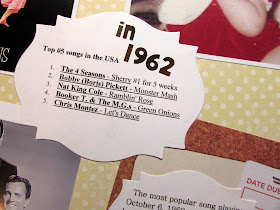 in
1962
Top #5 songs in the USA
1. The 4 Seasons - Sherry #1 for 5 weeks
2. Bobby (Boris) Pickett - Monster Mash
3. Nat King Cole - Ramblin' Rose
4. Booker T. & The M.G.s - Green Onions
5. Chris Montez - Let's Dance
The most popular song playing
October 6,